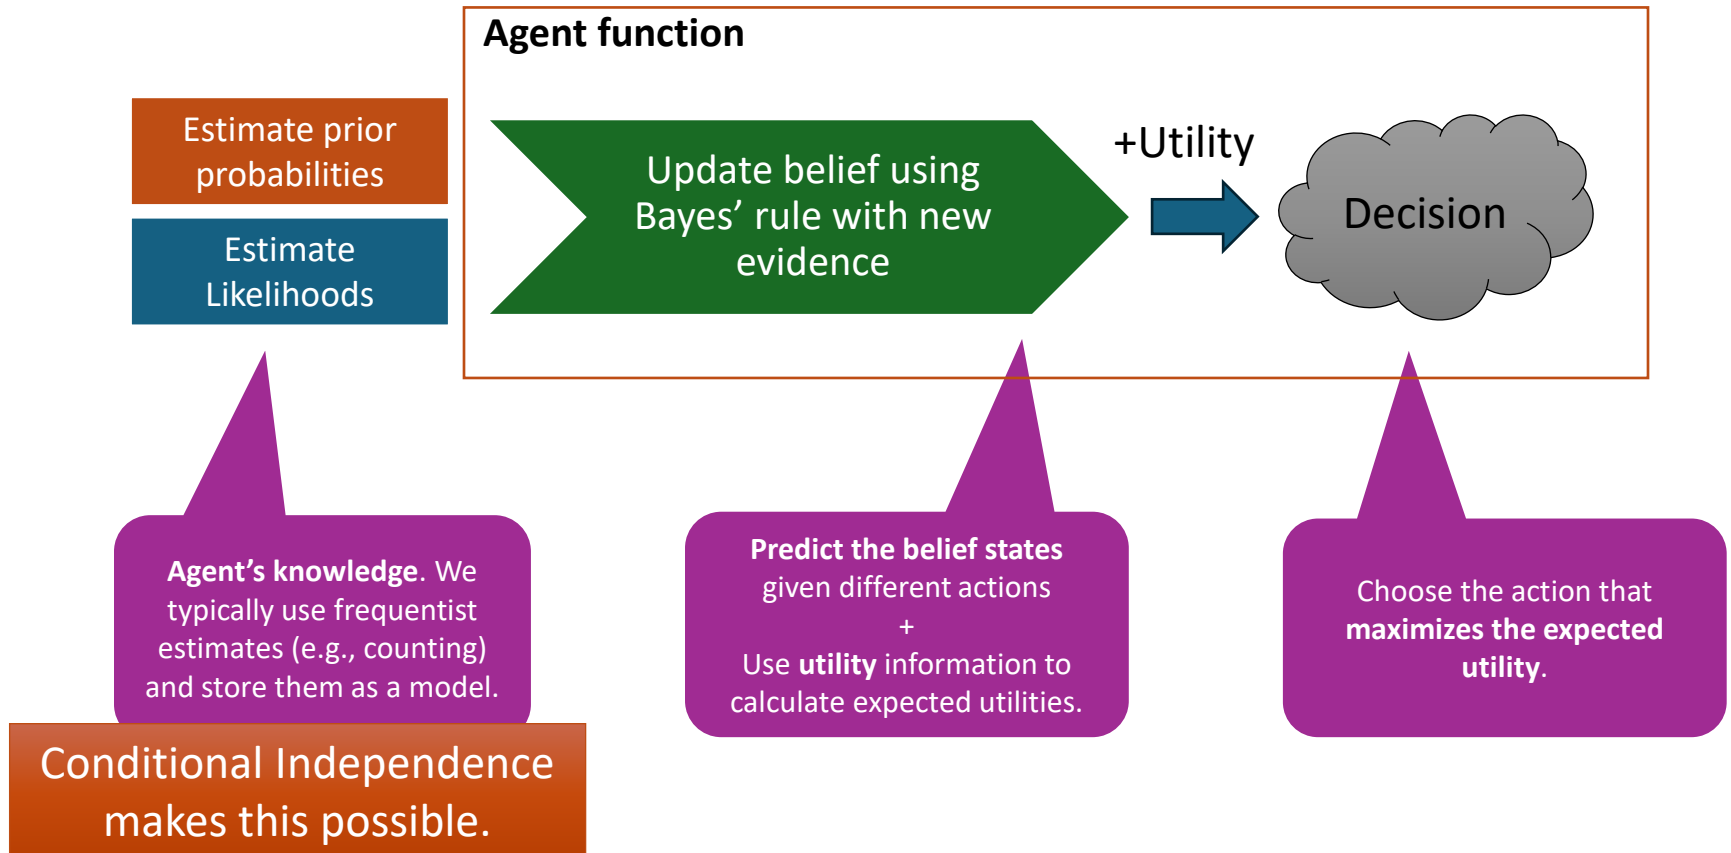 Agent function
Estimate prior
probabilities
Estimate
Likelihoods
Update belief using
Bayes’ rule with new
evidence
+Utility
Decision
Agent’s knowledge. We
typically use frequentist
estimates (e.g., counting)
and store them as a model.
Conditional Independence
makes this possible.
Predict the belief states
given different actions
+
Use utility information to
calculate expected utilities.
Choose the action that
maximizes the expected
utility.